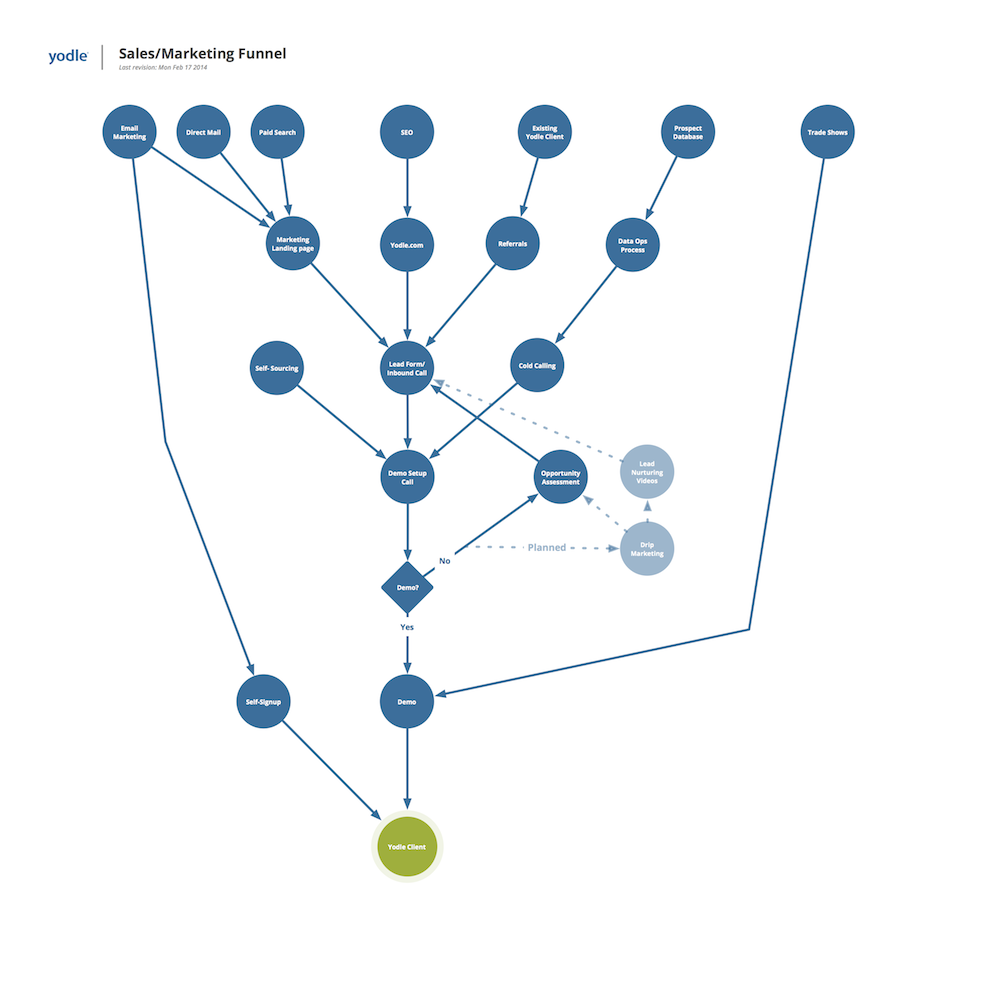 yodle
Sales/Marketing Funnel
Last revision: Mon Feb 17 2014
Email
Marketing
Direct Mail
Paid Search
SEO
Existing
Yodle Client
Prospect
Database
Trade Shows
Marketing
Landing page
Yodle.com
Referrals
Data Ops
Process
Self- Sourcing
Lead Form/
Inbound Call
Cold Calling
Demo Setup
Call
Opportunity
Assessment
Lead
Nurturing
Videos
No
Planned
Drip
Marketing
Demo?
Yes
Self-Signup
Demo
Yodle Client